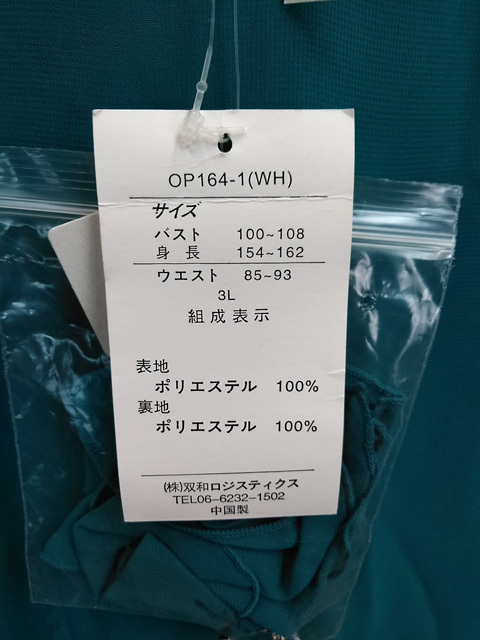 OP164-1(WH)
サイズ
バスト 100~108
身長 154~162
ウエスト 85~93
3L
組成表示
表地
ポリエステル 100%
裏地
ポリエステル 100%
(株)双和ロジスティクス
TEL06-6232-1502
中国製